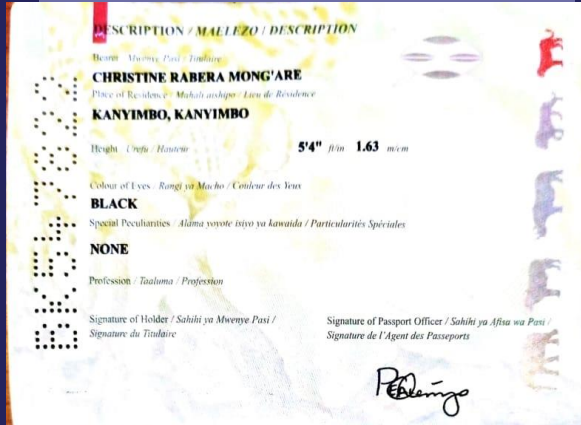 DESCRIPTION / MAELEZO / DESCRIPTION
Bearer / Mwenye Pasi / Titulaire
CHRISTINE RABERA MONG'ARE
Place of Residence / Mahali aishipo / Lieu de Résidence
KANYIMBO, KANYIMBO
Height / Urefu / Hauteur 5'4" ft/in 1.63 m/cm
Colour of Eyes / Rangi ya Macho / Couleur des Yeux
BLACK
Special Peculiarities / Alama yoyote isiyo ya kawaida / Particularités Spéciales
NONE
Profession / Taaluma / Profession
Signature of Holder / Sahihi ya Mwenye Pasi /
Signature du Titulaire
Signature of Passport Officer / Sahihi ya Afisa wa Pasi /
Signature de l'Agent des Passeports
BK547822